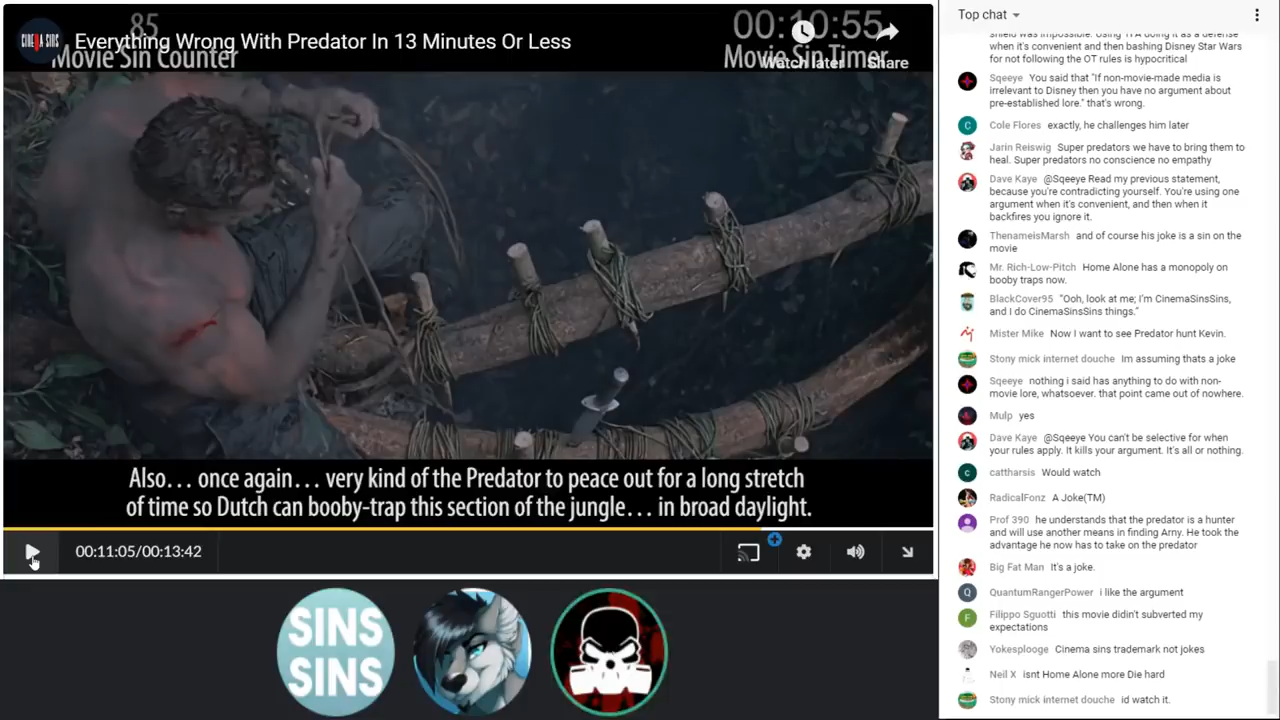 85
00:10:55
Top chat
CINEMA SINS
Everything Wrong With Predator In 13 Minutes Or Less
Movie Sin Counter
Movie Sin Timer
Watch later
Share
shield was impossible. Using TFA doing it as a defense
when it's convenient and then bashing Disney Star Wars
for not following the OT rules is hypocritical
Sqeeye You said that "If non-movie-made media is
irrelevant to Disney then you have no argument about
pre-established lore." that's wrong.
C
Cole Flores exactly, he challenges him later
Jarin Reiswig Super predators we have to bring them to
heal. Super predators no conscience no empathy
Dave Kaye @Sqeeye Read my previous statement,
because you're contradicting yourself. You're using one
argument when it's convenient, and then when it
backfires you ignore it.
ThenameisMarsh and of course his joke is a sin on the
movie
Mr. Rich-Low-Pitch Home Alone has a monopoly on
booby traps now.
BlackCover95 "Ooh, look at me; I'm CinemaSinsSins,
and I do CinemaSinsSins things."
Mister Mike Now I want to see Predator hunt Kevin.
Stony mick internet douche Im assuming thats a joke
Sqeeye nothing i said has anything to do with non-
movie lore, whatsoever. that point came out of nowhere.
Mulp yes
Dave Kaye @Sqeeye You can't be selective for when
your rules apply. It kills your argument. It's all or nothing.
c
cattharsis Would watch
RadicalFonz A Joke(TM)
Prof 390 he understands that the predator is a hunter
and will use another means in finding Arny. He took the
advantage he now has to take on the predator
Big Fat Man It's a joke.
Q
QuantumRangerPower i like the argument
F
Filippo Sguotti this movie didin't subverted my
expectations
Yokesplooge Cinema sins trademark not jokes
Neil X isnt Home Alone more Die hard
Stony mick internet douche id watch it.
Also… once again… very kind of the Predator to peace out for a long stretch
of time so Dutch can booby-trap this section of the jungle… in broad daylight.
00:11:05/00:13:42
SINS
SINS